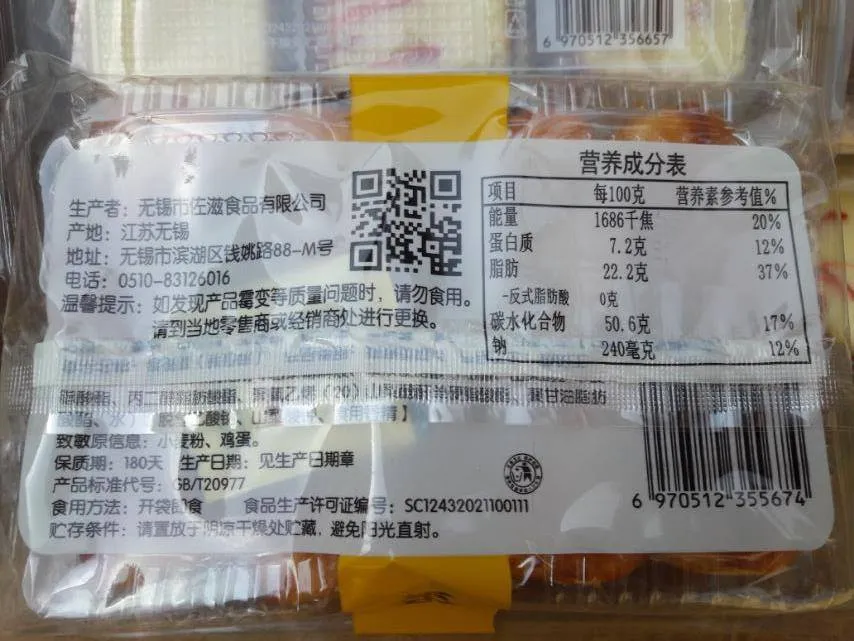 6 970512 356657
生产者：无锡市佐滋食品有限公司
产地：江苏无锡
地址：无锡市滨湖区钱姚路88-M号
电话：0510-83126016
温馨提示：如发现产品霉变等质量问题时，请勿食用。
请到当地零售商或经销商处进行更换。
营养成分表
项目 每100克 营养素参考值%
能量 1686千焦 20%
蛋白质 7.2克 12%
脂肪 22.2克 37%
-反式脂肪酸 0克
碳水化合物 50.6克 17%
钠 240毫克 12%
致敏原信息：小麦粉、鸡蛋。
保质期：180天 生产日期：见生产日期章
产品标准代号：GB/T20977
食用方法：开袋即食 食品生产许可证编号：SC12432021100111
贮存条件：请置放于阴凉干燥处贮藏，避免阳光直射。
6 970512 355674